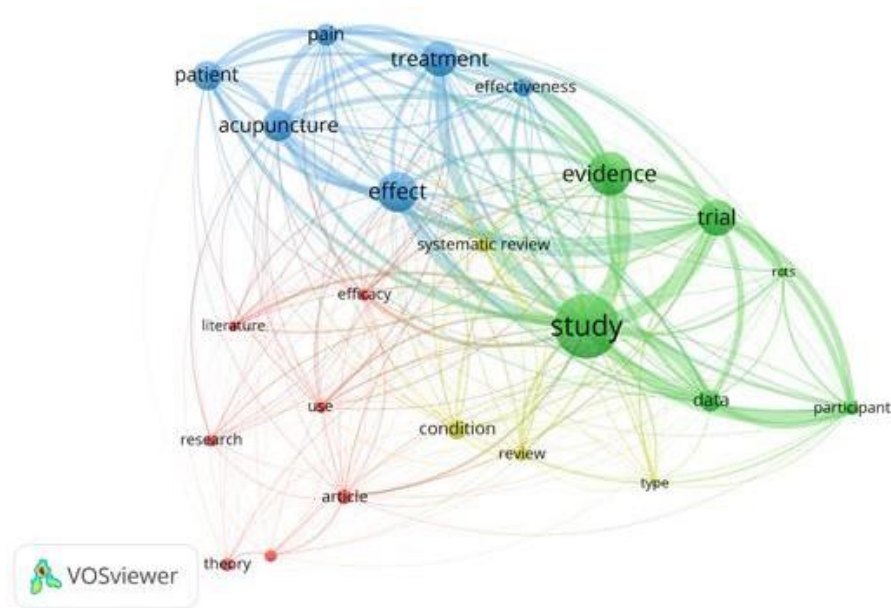 pain
treatment
patient
effectiveness
acupuncture
evidence
effect
trial
systematic review
rcts
efficacy
literature
study
use
data
participant
condition
research
review
type
article
theory
VOSviewer